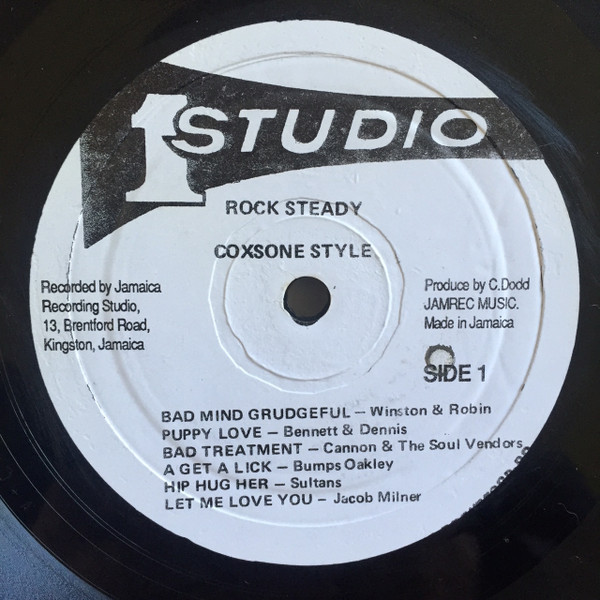 1 STUDIO
ROCK STEADY
COXSONE STYLE
Recorded by Jamaica
Recording Studio,
13, Brentford Road,
Kingston, Jamaica
Produce by C.Dodd
JAMREC MUSIC.
Made in Jamaica
SIDE 1
BAD MIND GRUDGEFUL – Winston & Robin
PUPPY LOVE – Bennett & Dennis
BAD TREATMENT – Cannon & The Soul Vendors
A GET A LICK – Bumps Oakley
HIP HUG HER – Sultans
LET ME LOVE YOU – Jacob Milner